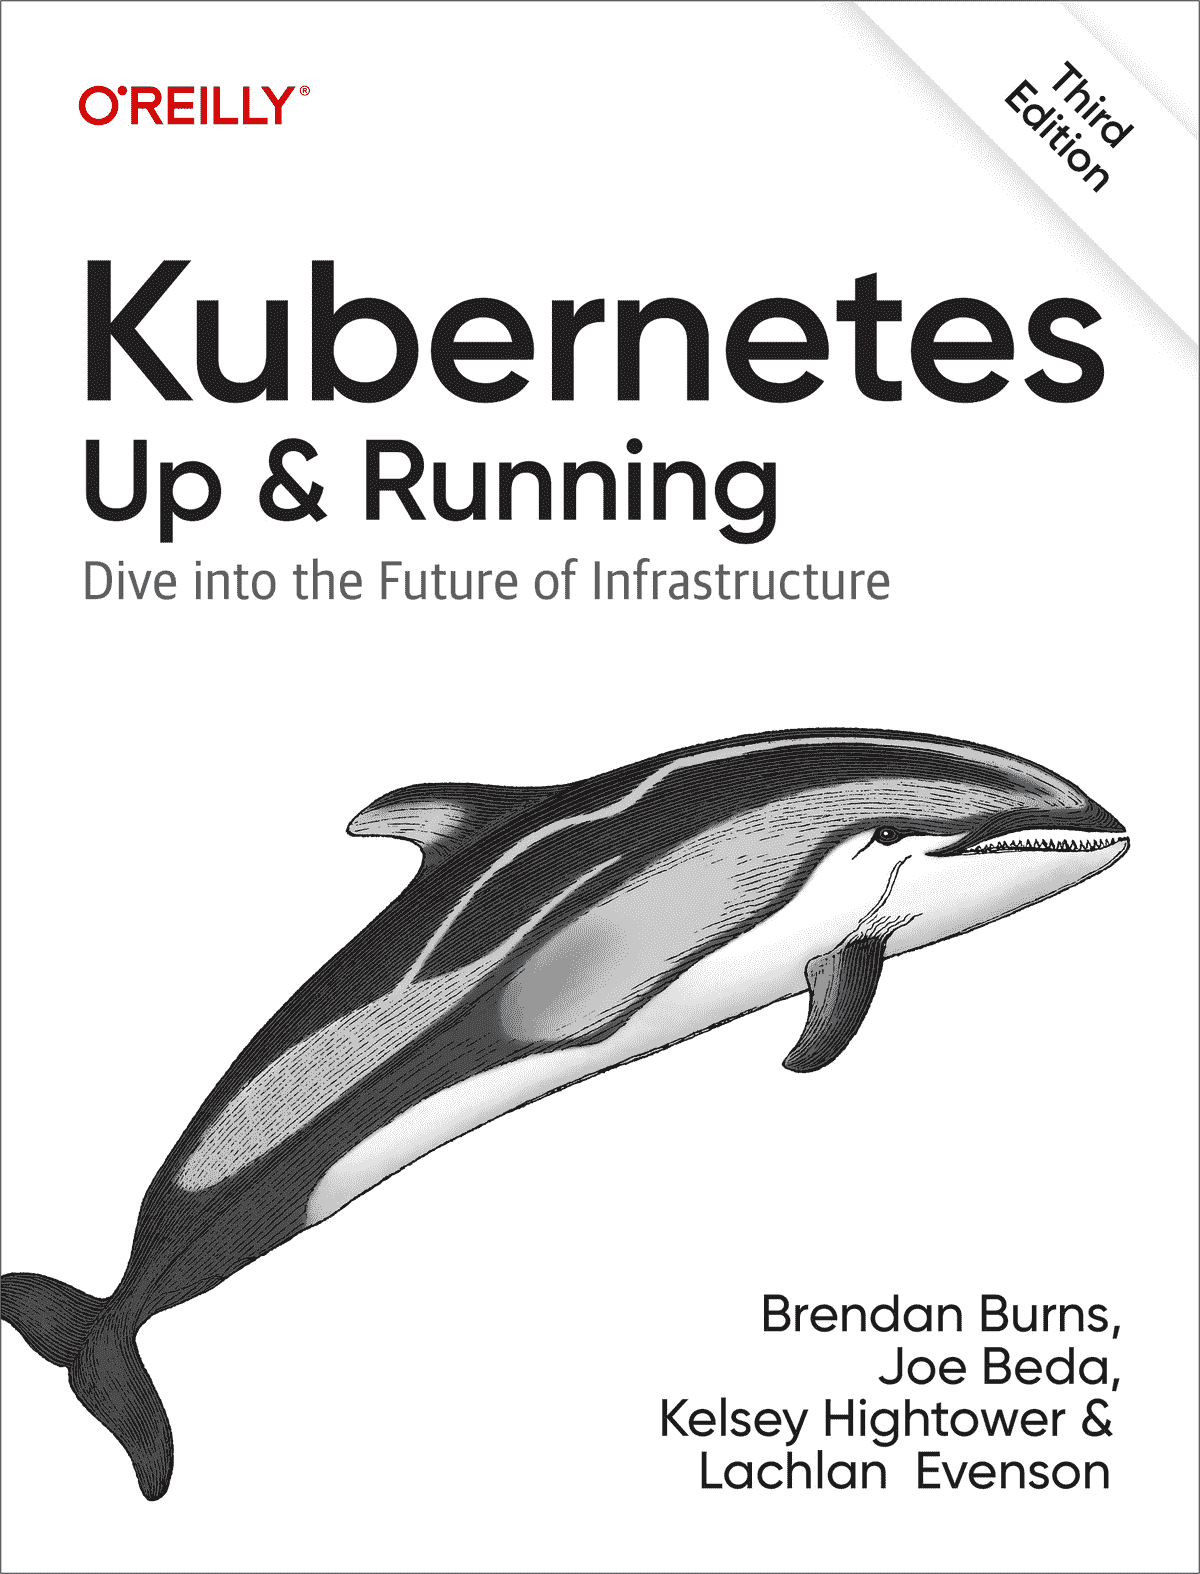 O'REILLY®
Third
Edition
Kubernetes
Up & Running
Dive into the Future of Infrastructure
Brendan Burns,
Joe Beda,
Kelsey Hightower &
Lachlan Evenson